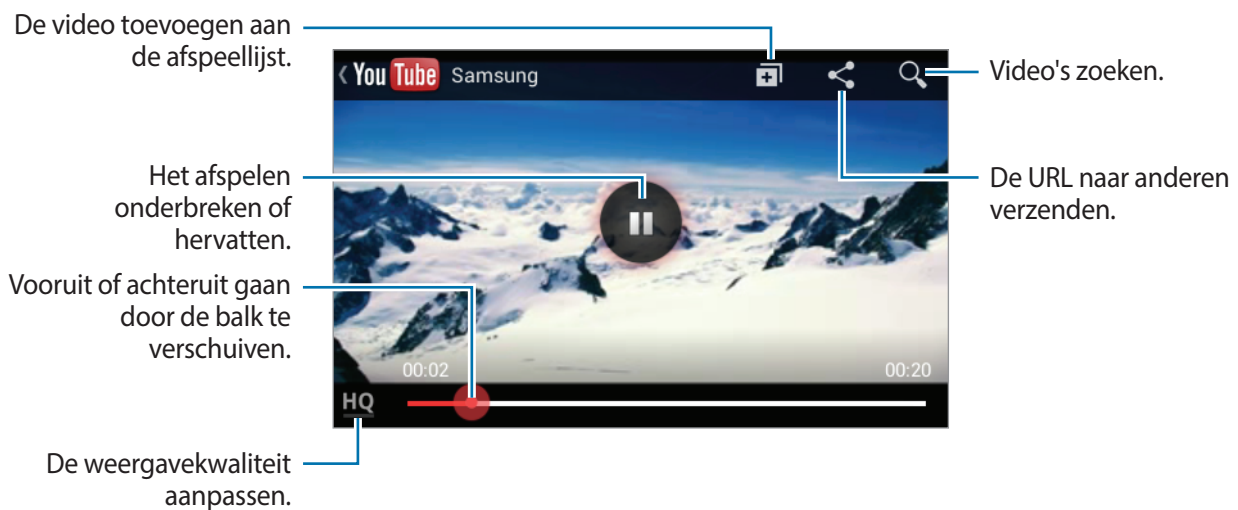 De video toevoegen aan
de afspeellijst.
You Tube Samsung
Video's zoeken.
Het afspelen
onderbreken of
hervatten.
De URL naar anderen
verzenden.
Vooruit of achteruit gaan
door de balk te
verschuiven.
00:02 00:20
HQ
De weergavekwaliteit
aanpassen.